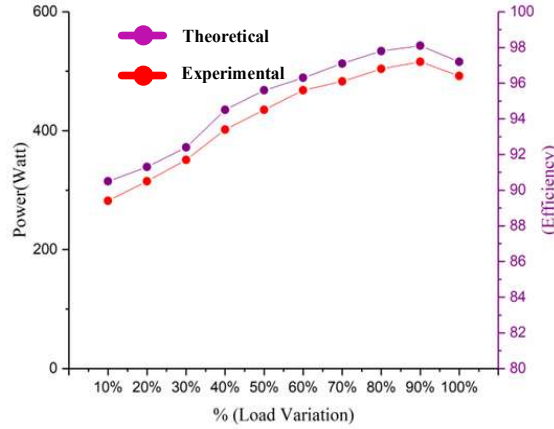 600
400
200
0
Power(Watt)
Theoretical
Experimental
100
98
96
94
92
90
88
86
84
82
80
(Efficiency)
10% 20% 30% 40% 50% 60% 70% 80% 90% 100%
% (Load Variation)